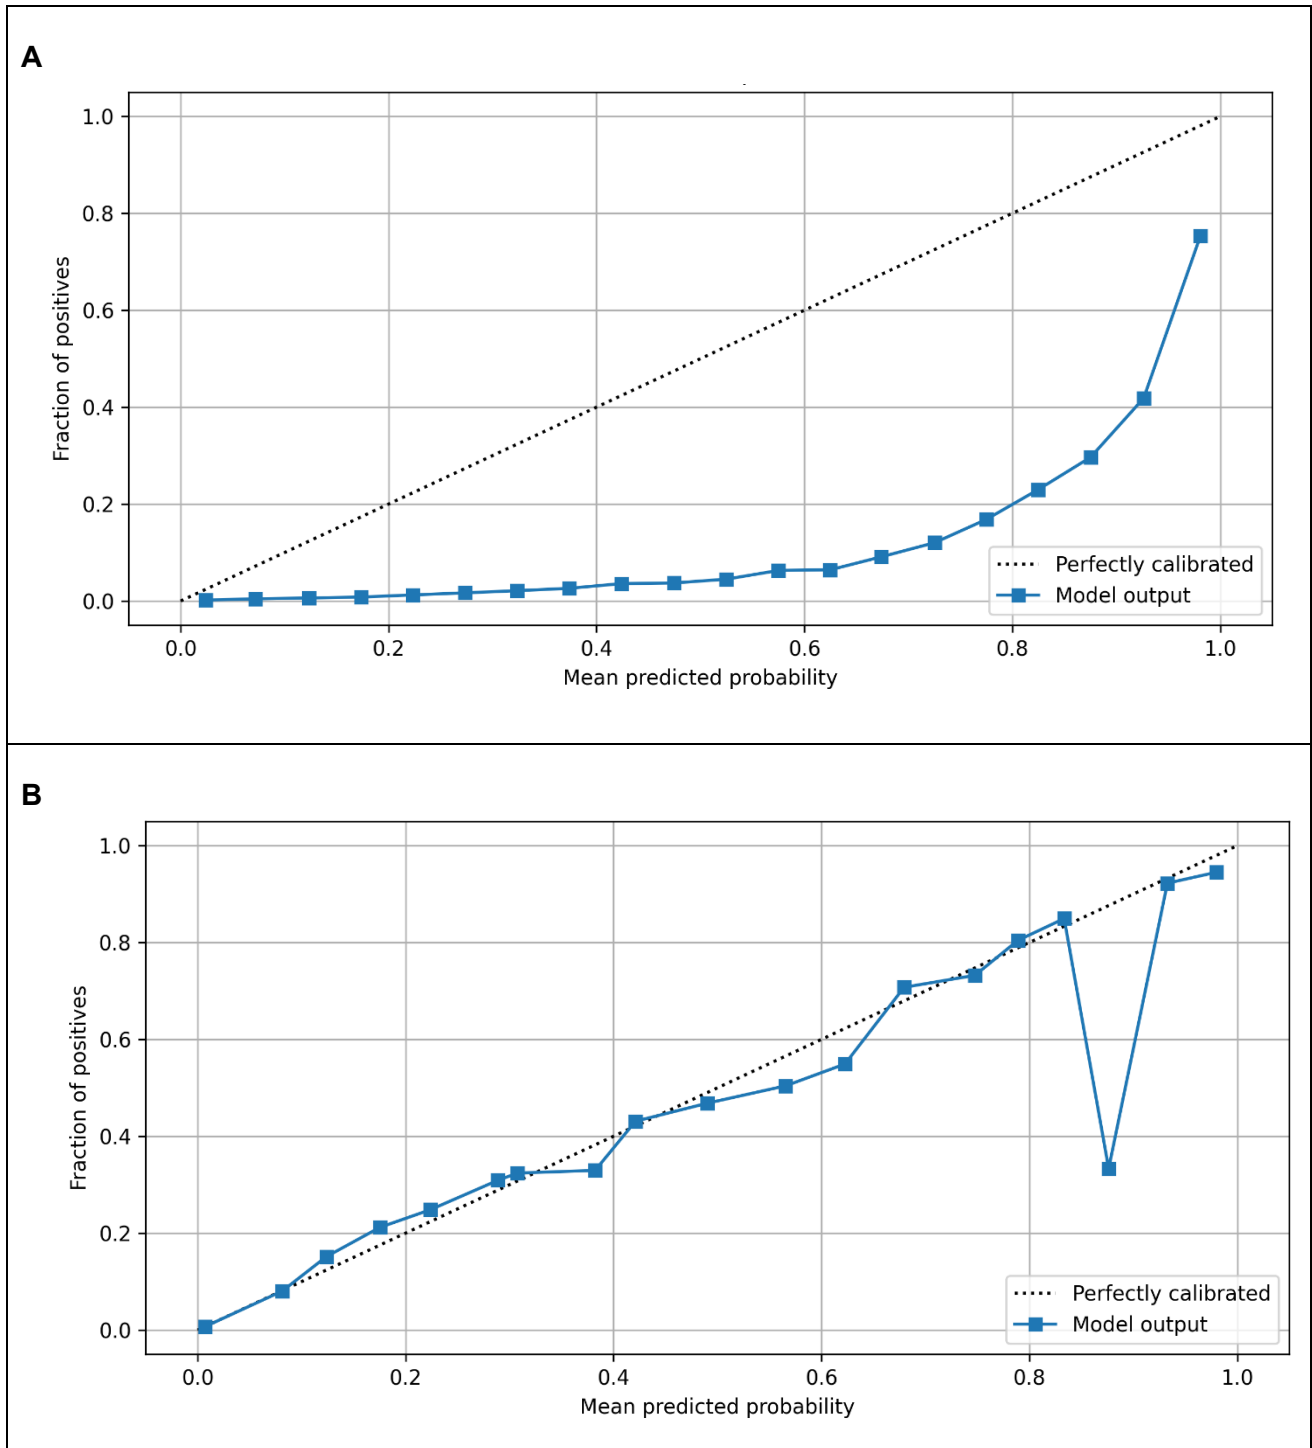 A
1.0
0.8
0.6
0.4
0.2
0.0
Fraction of positives
0.0 0.2 0.4 0.6 0.8 1.0
Mean predicted probability
Perfectly calibrated
Model output
B
1.0
0.8
0.6
0.4
0.2
0.0
Fraction of positives
0.0 0.2 0.4 0.6 0.8 1.0
Mean predicted probability
Perfectly calibrated
Model output